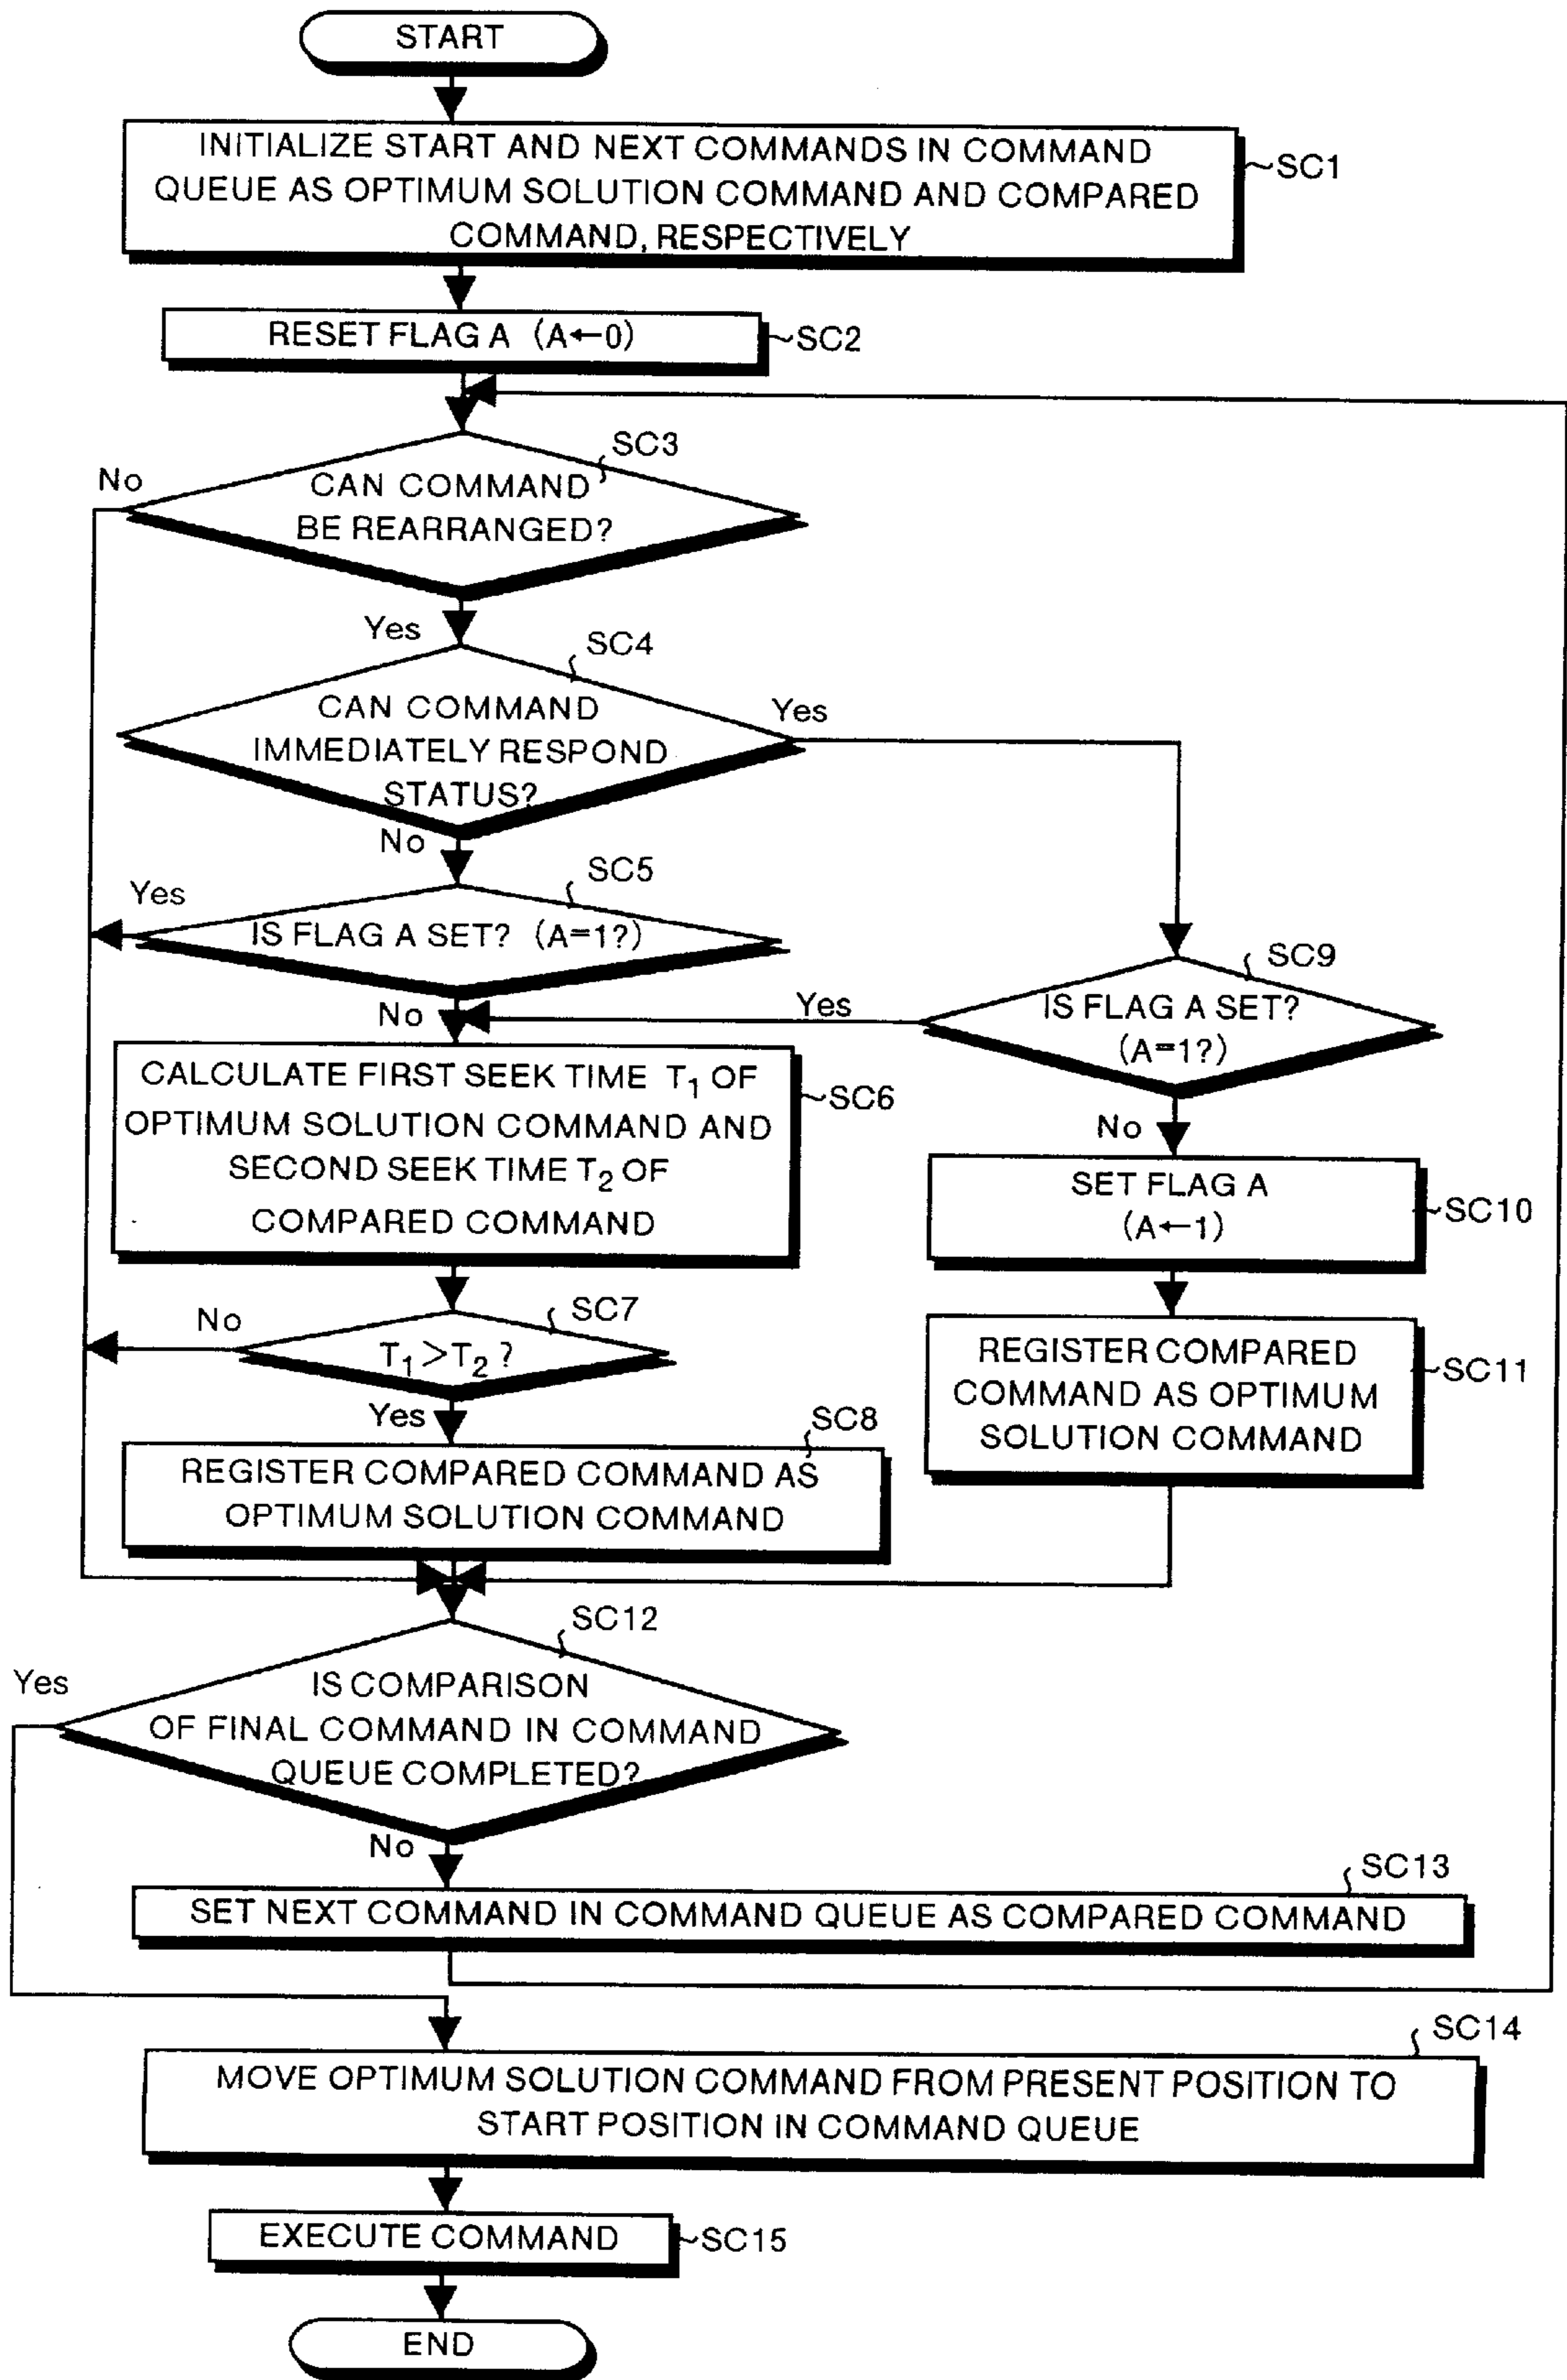 START
INITIALIZE START AND NEXT COMMANDS IN COMMAND
QUEUE AS OPTIMUM SOLUTION COMMAND AND COMPARED
COMMAND, RESPECTIVELY
SC1
RESET FLAG A (A←0)
SC2
SC3
No
CAN COMMAND
BE REARRANGED?
Yes
SC4
CAN COMMAND
IMMEDIATELY RESPOND
STATUS?
Yes
No
SC5
Yes
IS FLAG A SET? (A=1?)
No
SC9
IS FLAG A SET?
(A=1?)
Yes
No
CALCULATE FIRST SEEK TIME T1 OF
OPTIMUM SOLUTION COMMAND AND
SECOND SEEK TIME T2 OF
COMPARED COMMAND
SC6
SET FLAG A
(A←1)
SC10
SC7
No
T1>T2 ?
Yes
REGISTER COMPARED
COMMAND AS OPTIMUM
SOLUTION COMMAND
SC11
SC8
REGISTER COMPARED COMMAND AS
OPTIMUM SOLUTION COMMAND
SC12
Yes
IS COMPARISON
OF FINAL COMMAND IN COMMAND
QUEUE COMPLETED?
No
SC13
SET NEXT COMMAND IN COMMAND QUEUE AS COMPARED COMMAND
SC14
MOVE OPTIMUM SOLUTION COMMAND FROM PRESENT POSITION TO
START POSITION IN COMMAND QUEUE
EXECUTE COMMAND
SC15
END